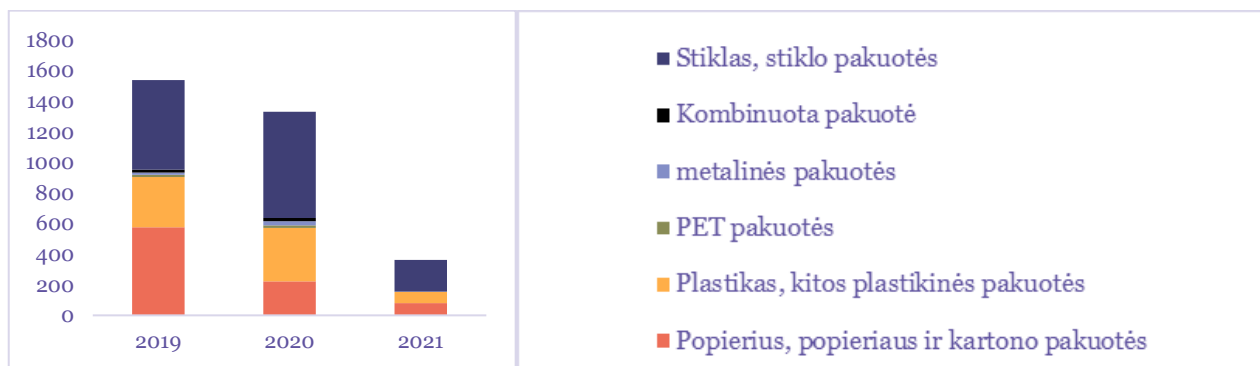 1800
1600
1400
1200
1000
800
600
400
200
0
2019 2020 2021
Stiklas, stiklo pakuotės
Kombinuota pakuotė
metalinės pakuotės
PET pakuotės
Plastikas, kitos plastikinės pakuotės
Popierius, popieriaus ir kartono pakuotės